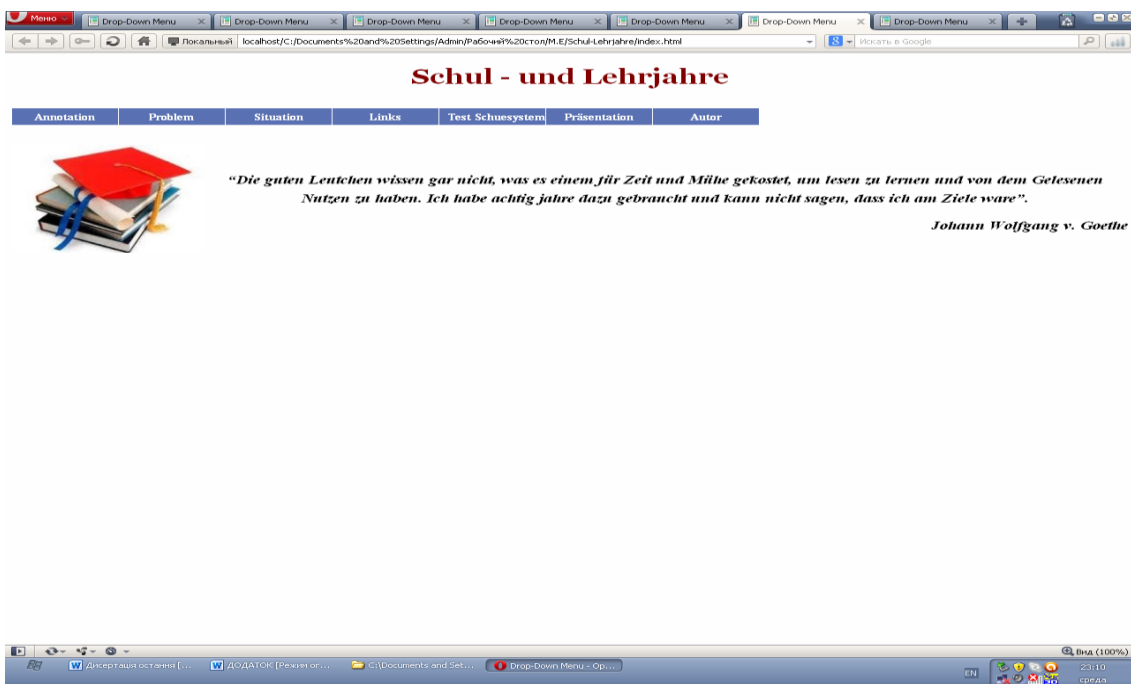 Меню
Drop-Down Menu
Drop-Down Menu
Drop-Down Menu
Drop-Down Menu
Drop-Down Menu
Drop-Down Menu
Drop-Down Menu
Локальный localhost/C:/Documents%20and%20Settings/Admin/Рабочий%20стол/M.E/Schul-Lehrjahre/index.html
Искать в Google
Schul - und Lehrjahre
Annotation Problem Situation Links Test Schuesystem Präsentation Autor
“Die guten Leutchen wissen gar nicht, was es einem für Zeit und Mühe gekostet, um lesen zu lernen und von dem Gelesenen
Nutzen zu haben. Ich habe achtig jahre dazu gebraucht und kann nicht sagen, dass ich am Ziele ware”.
Johann Wolfgang v. Goethe
Вид (100%)
Дисертація остання [...
ДОДАТОК [Режим ог...
C:\Documents and Set...
Drop-Down Menu - Op...
EN
23:10
среда